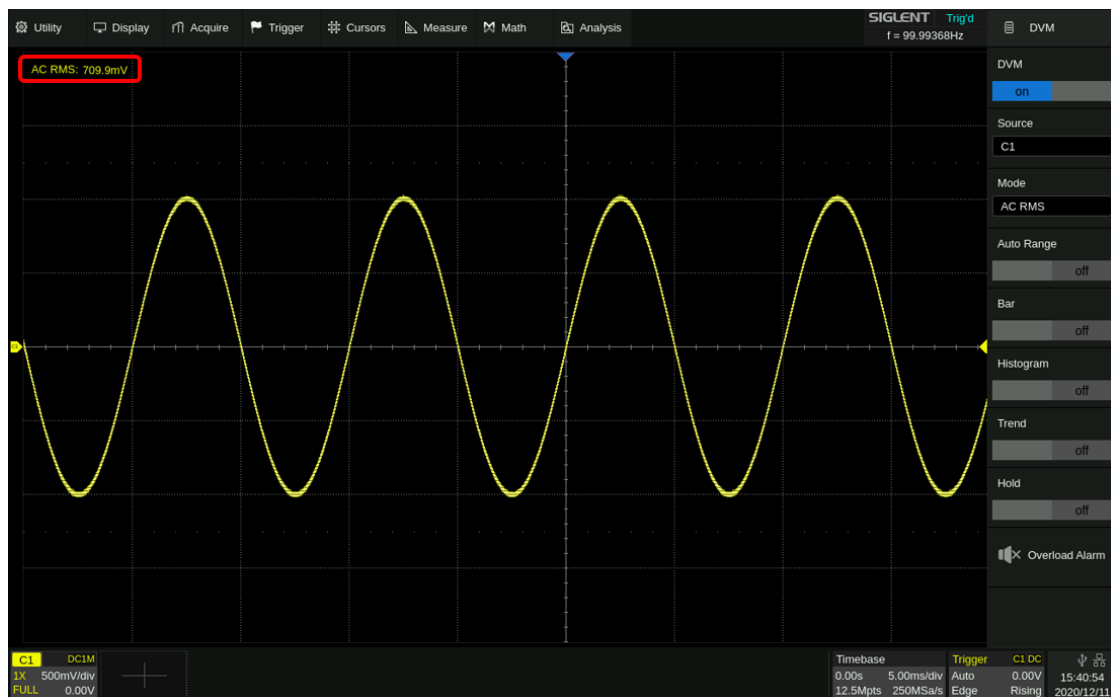 Utility Display Acquire Trigger Cursors Measure Math Analysis
SIGLENT Trig'd
f = 99.99368Hz
DVM
AC RMS: 709.9mV
DVM
on
Source
C1
Mode
AC RMS
Auto Range
off
Bar
off
Histogram
off
Trend
off
Hold
off
Overload Alarm
C1 DC1M
1X 500mV/div
FULL 0.00V
Timebase
0.00s 5.00ms/div
12.5Mpts 250MSa/s
Trigger C1 DC
Auto 0.00V
Edge Rising
15:40:54
2020/12/11